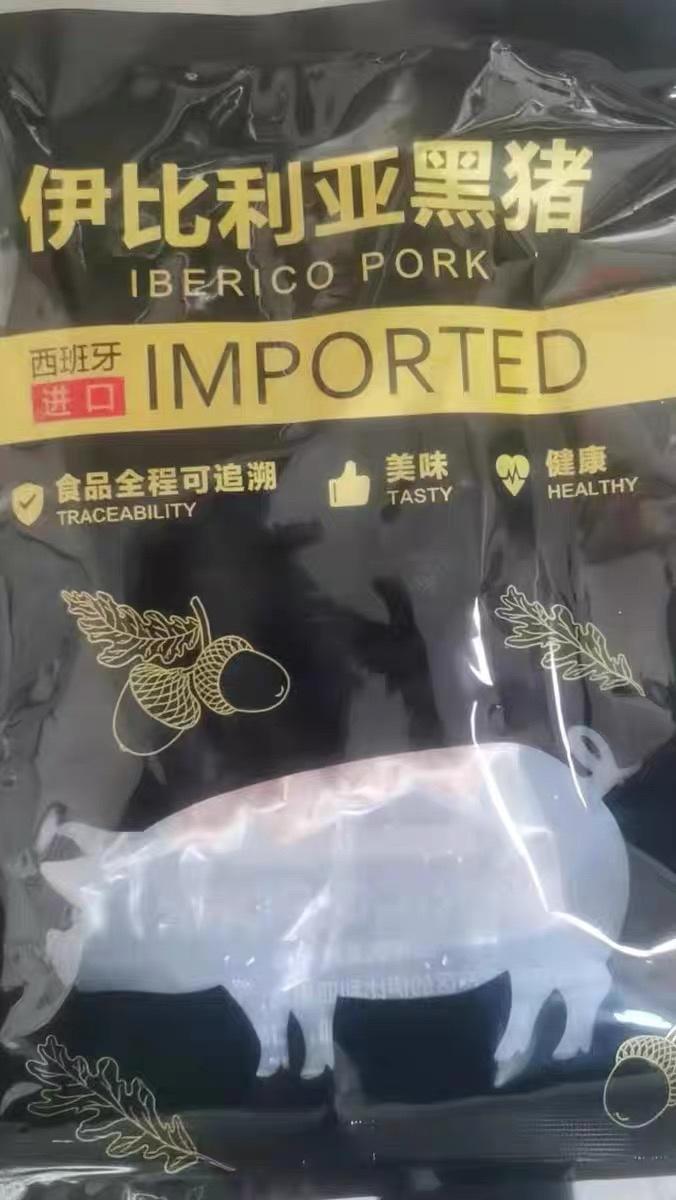 伊比利亚黑猪
IBERICO PORK
西班牙
进口
IMPORTED
食品全程可追溯
TRACEABILITY
美味
TASTY
健康
HEALTHY